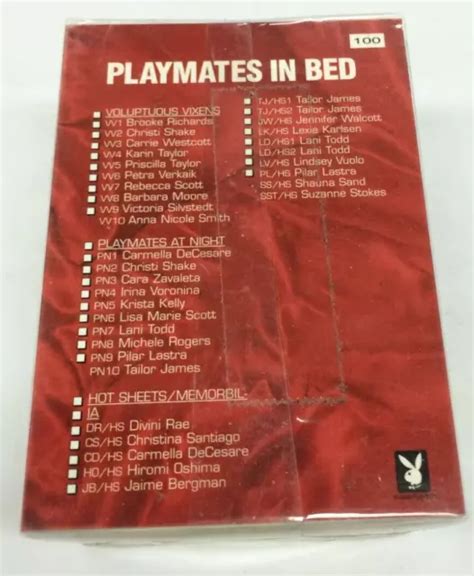 100
PLAYMATES IN BED
VOLUPTUOUS VIXENS
VV1 Brooke Richards
VV2 Christi Shake
VV3 Carrie Westcott
VV4 Karin Taylor
VV5 Priscilla Taylor
VV6 Petra Verkaik
VV7 Rebecca Scott
VV8 Barbara Moore
VV9 Victoria Silvstedt
VV10 Anna Nicole Smith
PLAYMATES AT NIGHT
PN1 Carmella DeCesare
PN2 Christi Shake
PN3 Cara Zavaleta
PN4 Irina Voronina
PN5 Krista Kelly
PN6 Lisa Marie Scott
PN7 Lani Todd
PN8 Michele Rogers
PN9 Pilar Lastra
PN10 Tailor James
HOT SHEETS/MEMORBIL-
IA
DR/HS Divini Rae
CS/HS Christina Santiago
CD/HS Carmella DeCesare
HO/HS Hiromi Oshima
JB/HS Jaime Bergman
TJ/HS1 Tailor James
TJ/HS2 Tailor James
JW/HS Jennifer Walcott
LK/HS Lexie Karlsen
LD/HS1 Lani Todd
LD/HS2 Lani Todd
LV/HS Lindsey Vuolo
PL/HS Pilar Lastra
SS/HS Shauna Sand
SST/HS Suzanne Stokes